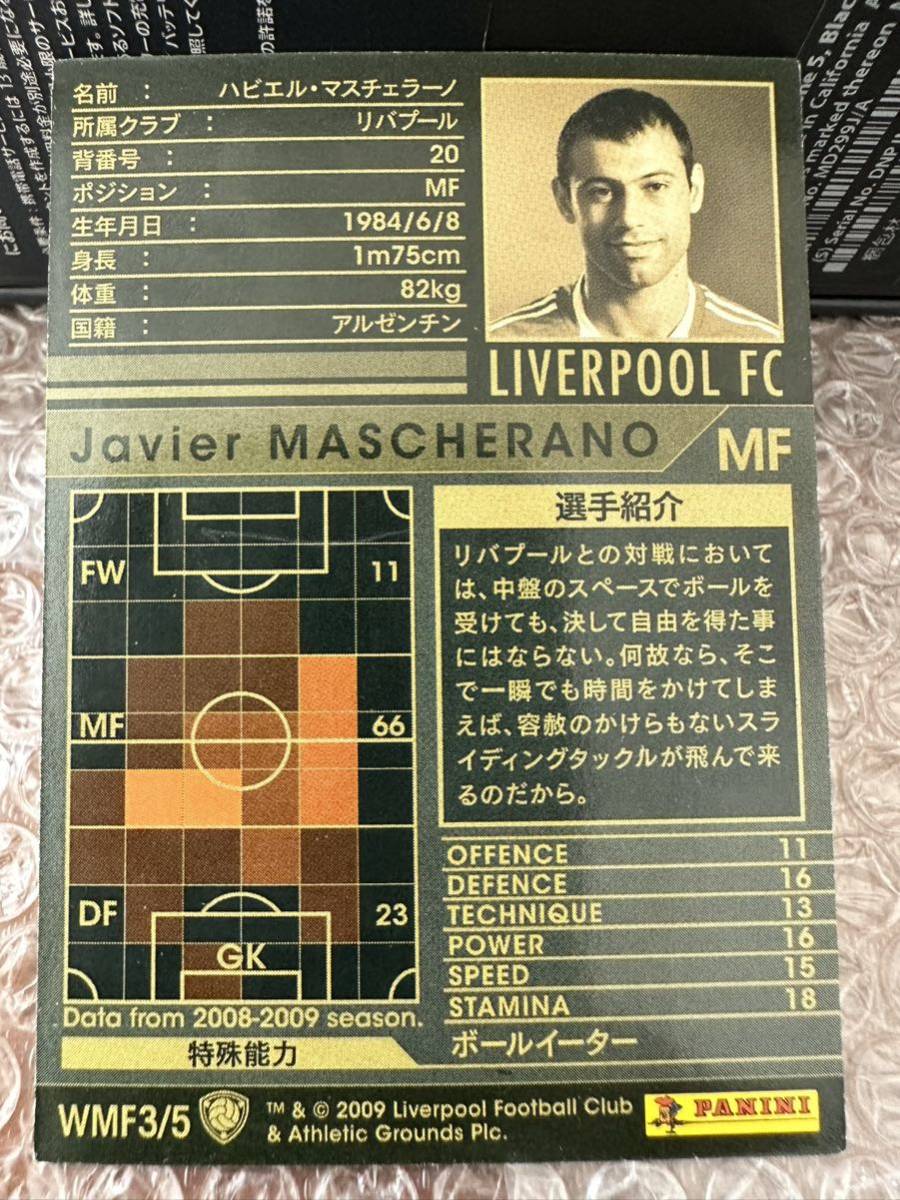 名前 : ハビエル・マスチェラーノ
所属クラブ : リバプール
背番号 : 20
ポジション : MF
生年月日 : 1984/6/8
身長 : 1m75cm
体重 : 82kg
国籍 : アルゼンチン
LIVERPOOL FC
Javier MASCHERANO MF
FW 11
MF 66
DF 23
GK
Data from 2008-2009 season.
選手紹介
リバプールとの対戦において
は、中盤のスペースでボールを
受けても、決して自由を得た事
にはならない。何故なら、そこ
で一瞬でも時間をかけてしま
えば、容赦のかけらもないスラ
イディングタックルが飛んで来
るのだから。
OFFENCE 11
DEFENCE 16
TECHNIQUE 13
POWER 16
SPEED 15
STAMINA 18
特殊能力
ボールイーター
WMF3/5
™ & © 2009 Liverpool Football Club
& Athletic Grounds Plc.
PANINI
in California
marked thereon
No. MD299J/A
(S) Serial No. DNP